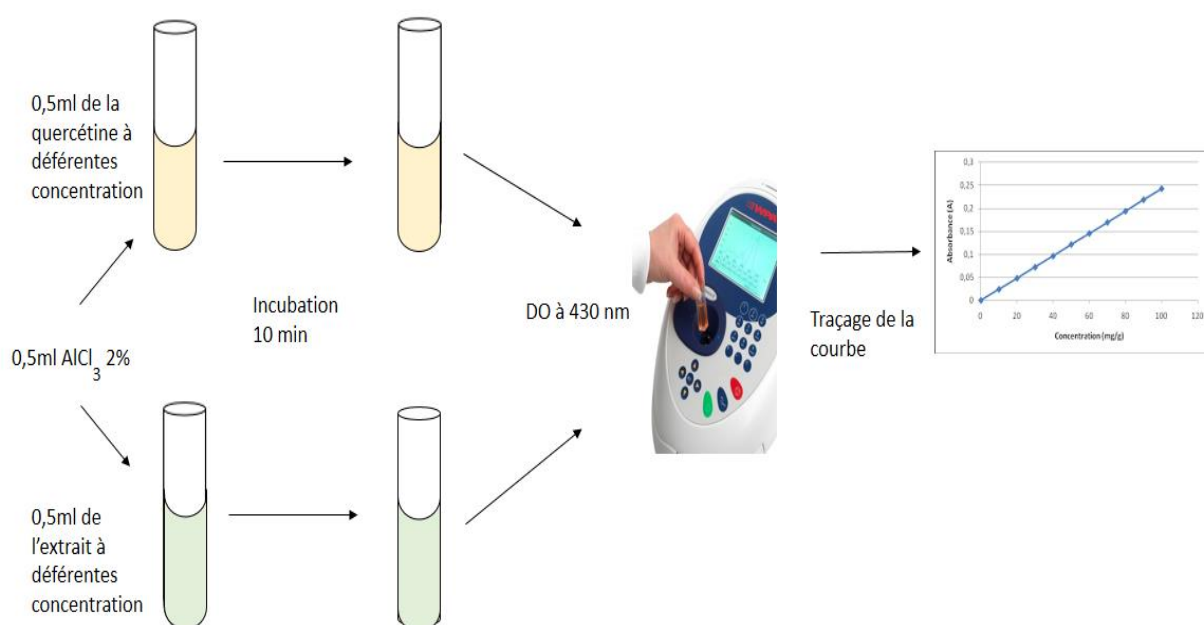 0,5ml de la
quercétine à
déférentes
concentration
0,5ml AlCl3 2%
0,5ml de
l'extrait à
déférentes
concentration
Incubation
10 min
DO à 430 nm
Traçage de la
courbe
0,3
0,25
0,2
0,15
0,1
0,05
0
Absorbance (A)
0 20 40 60 80 100 120
Concentration (mg/g)